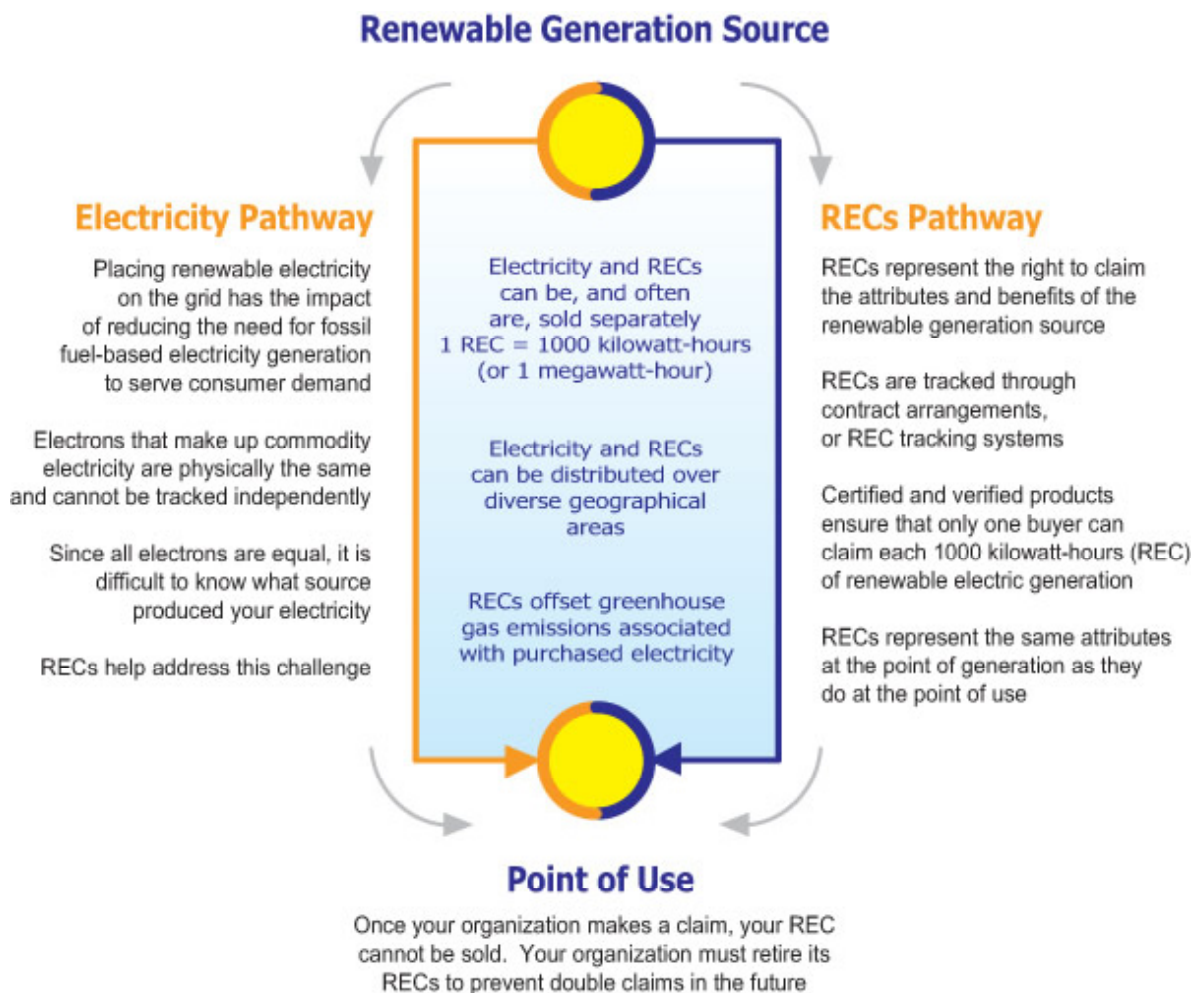 Renewable Generation Source
Electricity Pathway
Placing renewable electricity
on the grid has the impact
of reducing the need for fossil
fuel-based electricity generation
to serve consumer demand
Electrons that make up commodity
electricity are physically the same
and cannot be tracked independently
Since all electrons are equal, it is
difficult to know what source
produced your electricity
RECs help address this challenge
Electricity and RECs
can be, and often
are, sold separately
1 REC = 1000 kilowatt-hours
(or 1 megawatt-hour)
Electricity and RECs
can be distributed over
diverse geographical
areas
RECs offset greenhouse
gas emissions associated
with purchased electricity
RECs Pathway
RECs represent the right to claim
the attributes and benefits of the
renewable generation source
RECs are tracked through
contract arrangements,
or REC tracking systems
Certified and verified products
ensure that only one buyer can
claim each 1000 kilowatt-hours (REC)
of renewable electric generation
RECs represent the same attributes
at the point of generation as they
do at the point of use
Point of Use
Once your organization makes a claim, your REC
cannot be sold.  Your organization must retire its
RECs to prevent double claims in the future